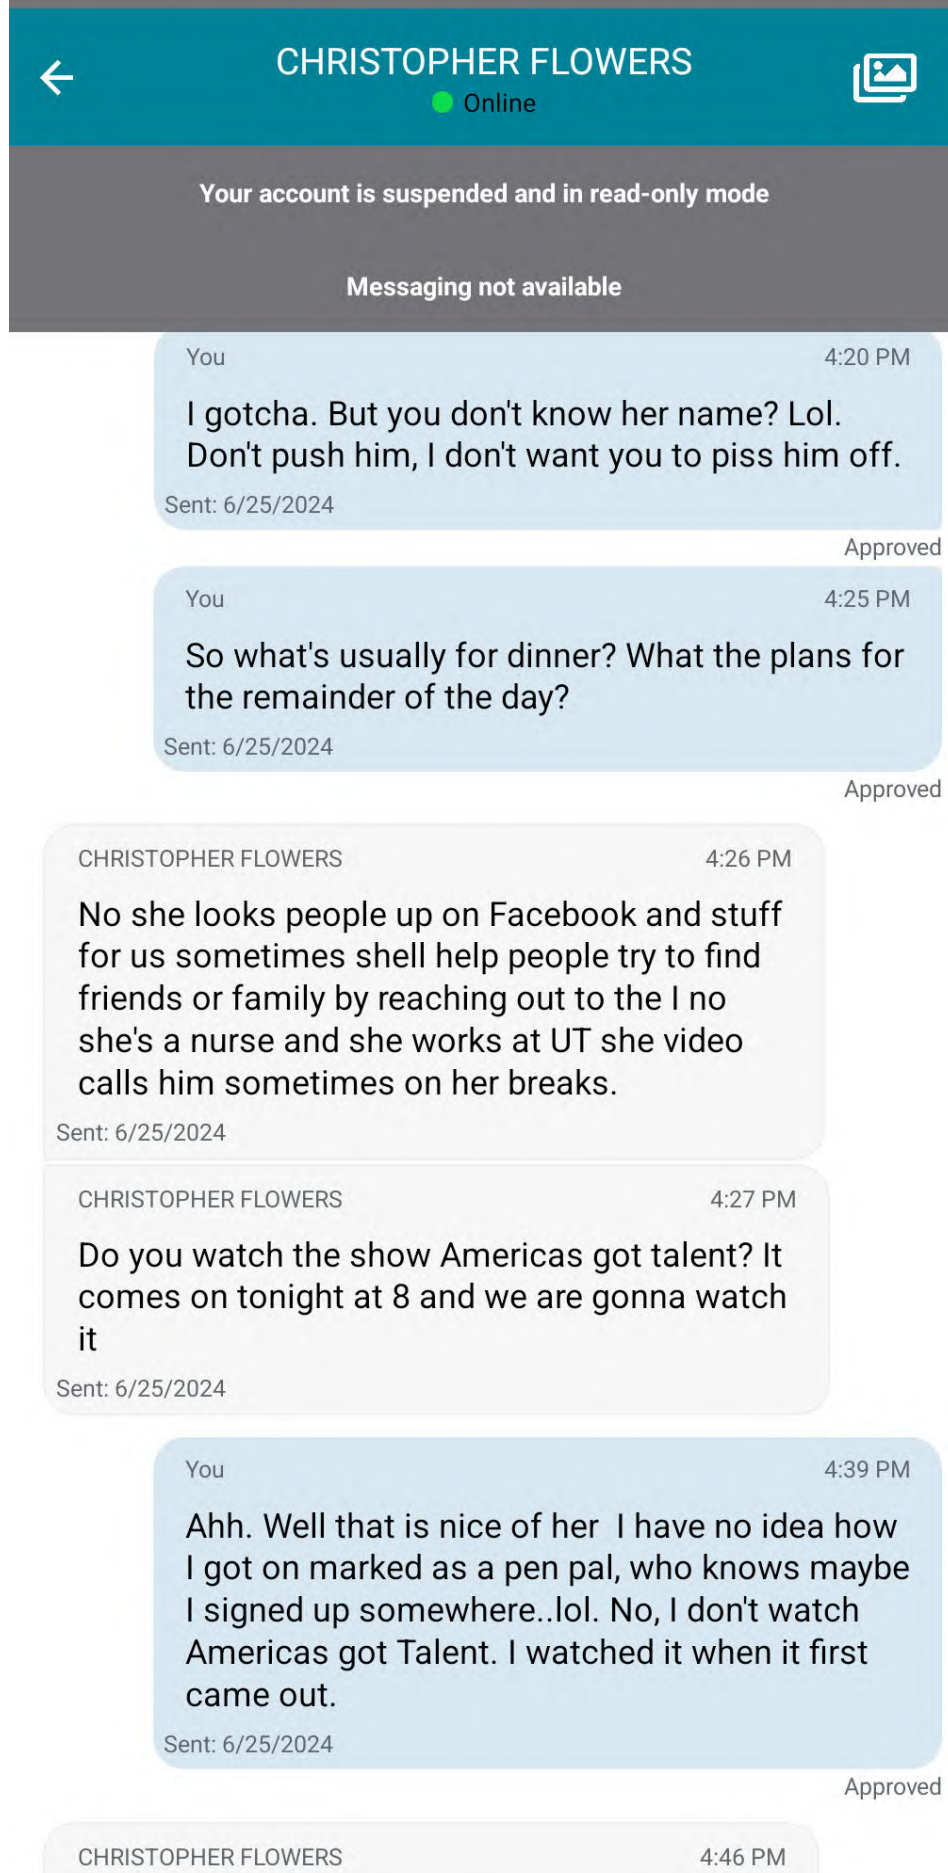 CHRISTOPHER FLOWERS
Online
Your account is suspended and in read-only mode
Messaging not available
You 4:20 PM
I gotcha. But you don't know her name? Lol.
Don't push him, I don't want you to piss him off.
Sent: 6/25/2024
Approved
You 4:25 PM
So what's usually for dinner? What the plans for
the remainder of the day?
Sent: 6/25/2024
Approved
CHRISTOPHER FLOWERS 4:26 PM
No she looks people up on Facebook and stuff
for us sometimes shell help people try to find
friends or family by reaching out to the I no
she's a nurse and she works at UT she video
calls him sometimes on her breaks.
Sent: 6/25/2024
CHRISTOPHER FLOWERS 4:27 PM
Do you watch the show Americas got talent? It
comes on tonight at 8 and we are gonna watch
it
Sent: 6/25/2024
You 4:39 PM
Ahh. Well that is nice of her  I have no idea how
I got on marked as a pen pal, who knows maybe
I signed up somewhere..lol. No, I don't watch
Americas got Talent. I watched it when it first
came out.
Sent: 6/25/2024
Approved
CHRISTOPHER FLOWERS 4:46 PM